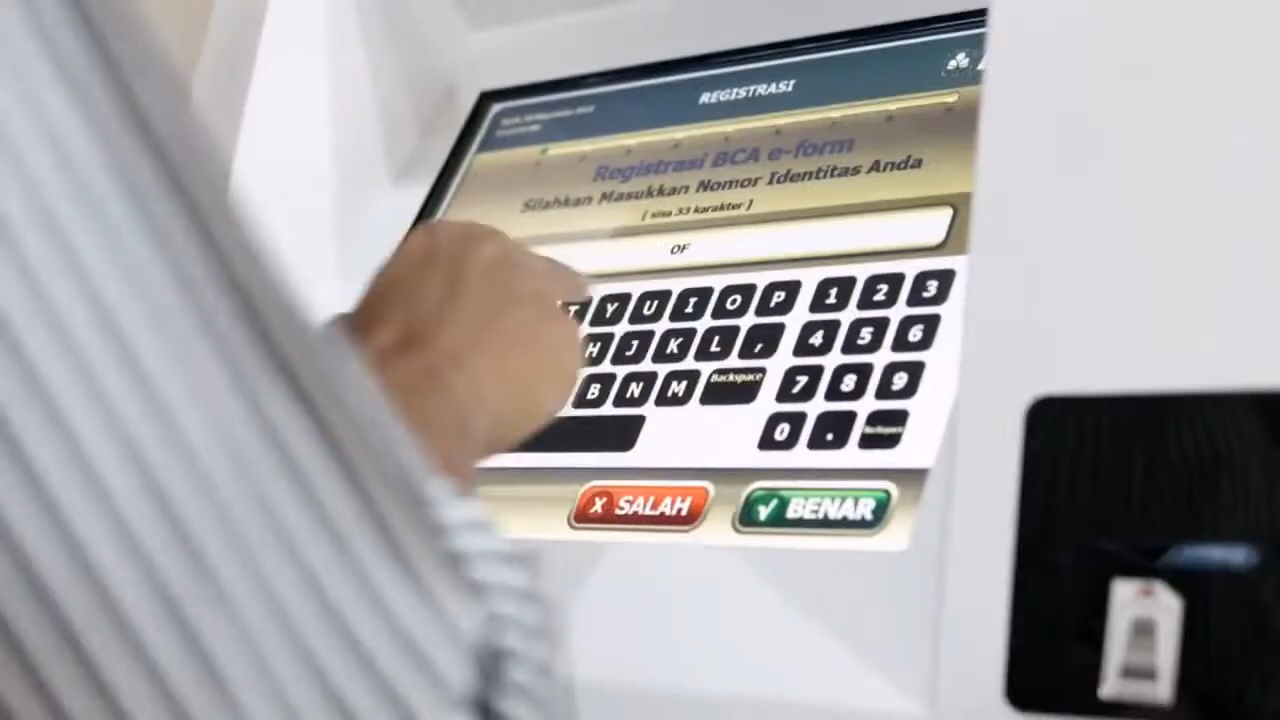 REGISTRASI
Registrasi BCA e-form
Silahkan Masukkan Nomor Identitas Anda
[ sisa 33 karakter ]
OF
T Y U I O P 1 2 3
H J K L , 4 5 6
B N M Backspace 7 8 9
0 . Backspace
X SALAH
BENAR